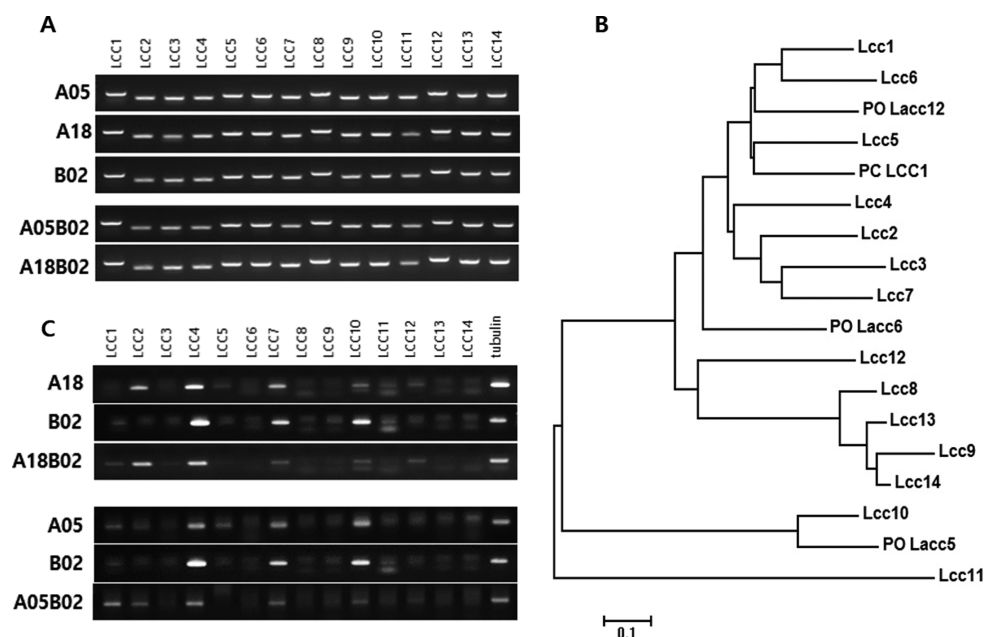 A
LCC1 LCC2 LCC3 LCC4 LCC5 LCC6 LCC7 LCC8 LCC9 LCC10 LCC11 LCC12 LCC13 LCC14
A05
A18
B02
A05B02
A18B02
C
LCC1 LCC2 LCC3 LCC4 LCC5 LCC6 LCC7 LCC8 LCC9 LCC10 LCC11 LCC12 LCC13 LCC14 tubulin
A18
B02
A18B02
A05
B02
A05B02
B
Lcc1
Lcc6
PO Lacc12
Lcc5
PC LCC1
Lcc4
Lcc2
Lcc3
Lcc7
PO Lacc6
Lcc12
Lcc8
Lcc13
Lcc9
Lcc14
Lcc10
PO Lacc5
Lcc11
0.1